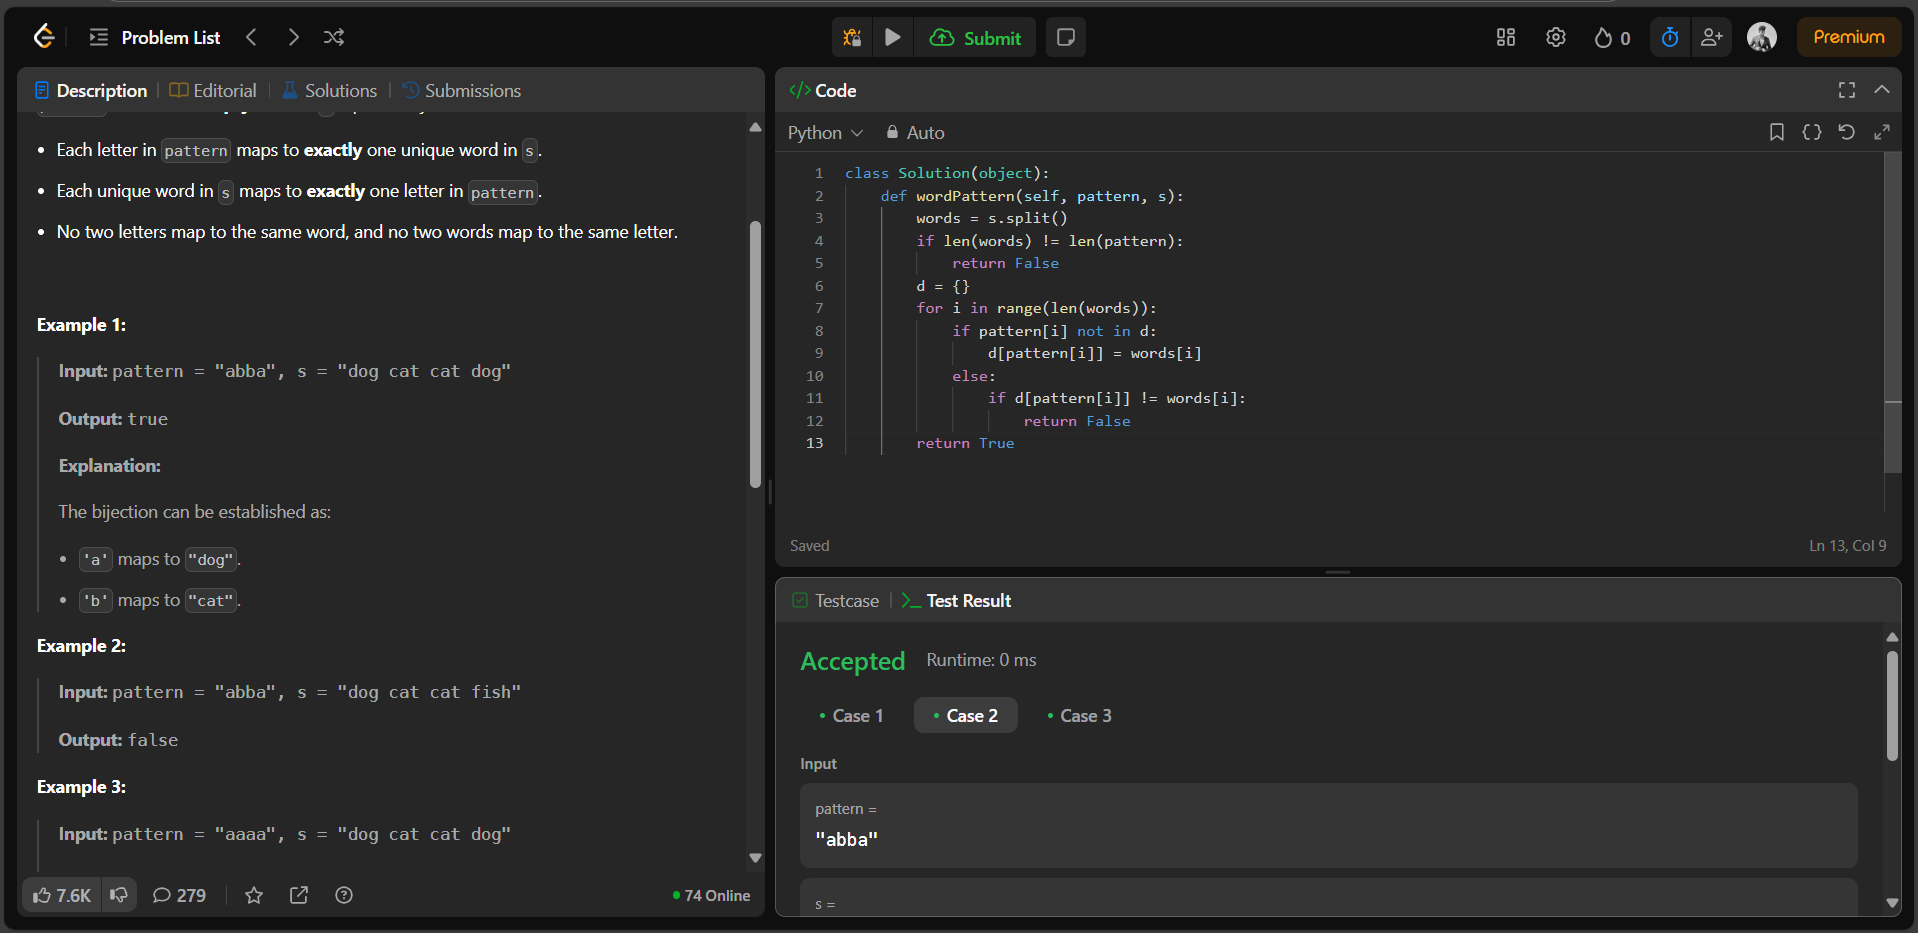 Problem List
Submit
0
Premium
Description
Editorial
Solutions
Submissions
Each letter in pattern maps to exactly one unique word in s.
Each unique word in s maps to exactly one letter in pattern.
No two letters map to the same word, and no two words map to the same letter.
Example 1:
Input: pattern = "abba", s = "dog cat cat dog"
Output: true
Explanation:
The bijection can be established as:
'a' maps to "dog".
'b' maps to "cat".
Example 2:
Input: pattern = "abba", s = "dog cat cat fish"
Output: false
Example 3:
Input: pattern = "aaaa", s = "dog cat cat dog"
7.6K
279
74 Online
</> Code
Python
Auto
1 class Solution(object):
2     def wordPattern(self, pattern, s):
3         words = s.split()
4         if len(words) != len(pattern):
5             return False
6         d = {}
7         for i in range(len(words)):
8             if pattern[i] not in d:
9                 d[pattern[i]] = words[i]
10             else:
11                 if d[pattern[i]] != words[i]:
12                     return False
13         return True
Saved
Ln 13, Col 9
Testcase
Test Result
Accepted
Runtime: 0 ms
Case 1
Case 2
Case 3
Input
pattern =
"abba"
s =